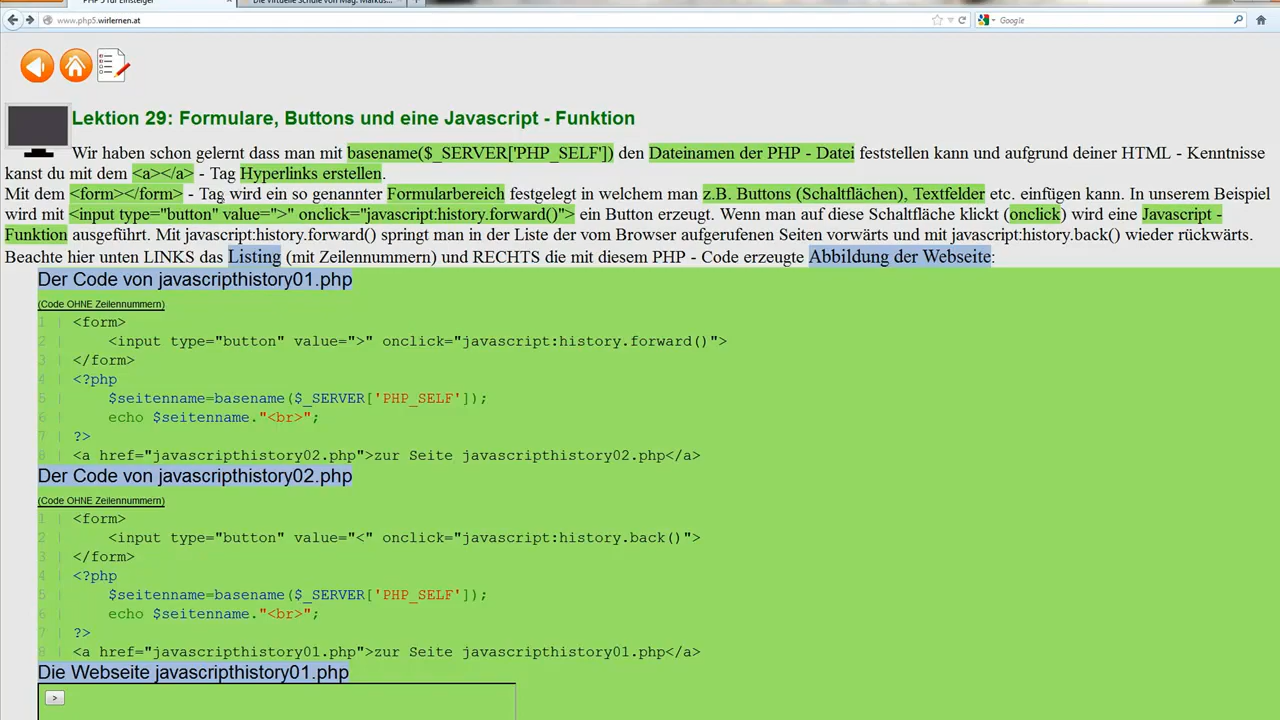 PHP 5 für Einsteiger
Die virtuelle Schule von Mag. Markus...
www.php5.wirlernen.at
Google
Lektion 29: Formulare, Buttons und eine Javascript - Funktion
Wir haben schon gelernt dass man mit basename($_SERVER['PHP_SELF']) den Dateinamen der PHP - Datei feststellen kann und aufgrund deiner HTML - Kenntnisse
kanst du mit dem <a></a> - Tag Hyperlinks erstellen.
Mit dem <form></form> - Tag wird ein so genannter Formularbereich festgelegt in welchem man z.B. Buttons (Schaltflächen), Textfelder etc. einfügen kann. In unserem Beispiel
wird mit <input type="button" value=">" onclick="javascript:history.forward()"> ein Button erzeugt. Wenn man auf diese Schaltfläche klickt (onclick) wird eine Javascript -
Funktion ausgeführt. Mit javascript:history.forward() springt man in der Liste der vom Browser aufgerufenen Seiten vorwärts und mit javascript:history.back() wieder rückwärts.
Beachte hier unten LINKS das Listing (mit Zeilennummern) und RECHTS die mit diesem PHP - Code erzeugte Abbildung der Webseite:
Der Code von javascripthistory01.php
(Code OHNE Zeilennummern)
1 | <form>
2 | <input type="button" value=">" onclick="javascript:history.forward()">
3 | </form>
4 | <?php
5 | $seitenname=basename($_SERVER['PHP_SELF']);
6 | echo $seitenname."<br>";
7 | ?>
8 | <a href="javascripthistory02.php">zur Seite javascripthistory02.php</a>
Der Code von javascripthistory02.php
(Code OHNE Zeilennummern)
1 | <form>
2 | <input type="button" value="<" onclick="javascript:history.back()">
3 | </form>
4 | <?php
5 | $seitenname=basename($_SERVER['PHP_SELF']);
6 | echo $seitenname."<br>";
7 | ?>
8 | <a href="javascripthistory01.php">zur Seite javascripthistory01.php</a>
Die Webseite javascripthistory01.php
>